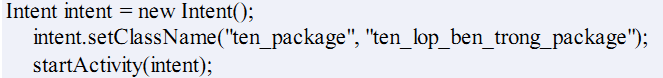 Intent intent = new Intent();
intent.setClassName("ten_package", "ten_lop_ben_trong_package");
startActivity(intent);